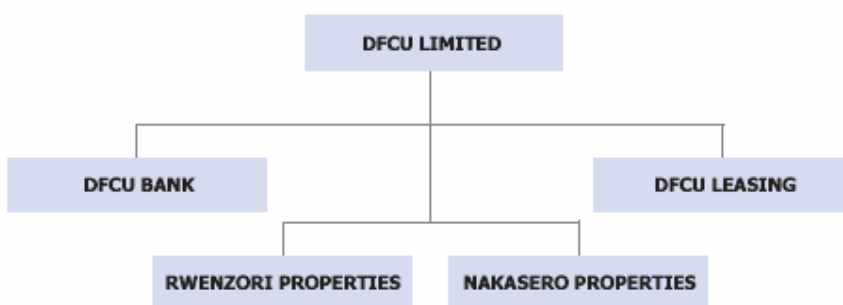 DFCU LIMITED
DFCU BANK
DFCU LEASING
RWENZORI PROPERTIES
NAKASERO PROPERTIES